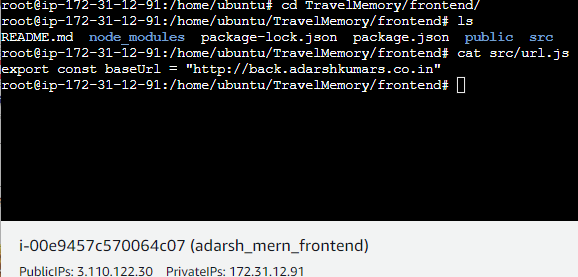 root@ip-172-31-12-91:/home/ubuntu# cd TravelMemory/frontend/
root@ip-172-31-12-91:/home/ubuntu/TravelMemory/frontend# ls
README.md  node_modules  package-lock.json  package.json  public  src
root@ip-172-31-12-91:/home/ubuntu/TravelMemory/frontend# cat src/url.js
export const baseUrl = "http://back.adarshkumars.co.in"
root@ip-172-31-12-91:/home/ubuntu/TravelMemory/frontend#
i-00e9457c570064c07 (adarsh_mern_frontend)
PublicIPs: 3.110.122.30 PrivateIPs: 172.31.12.91